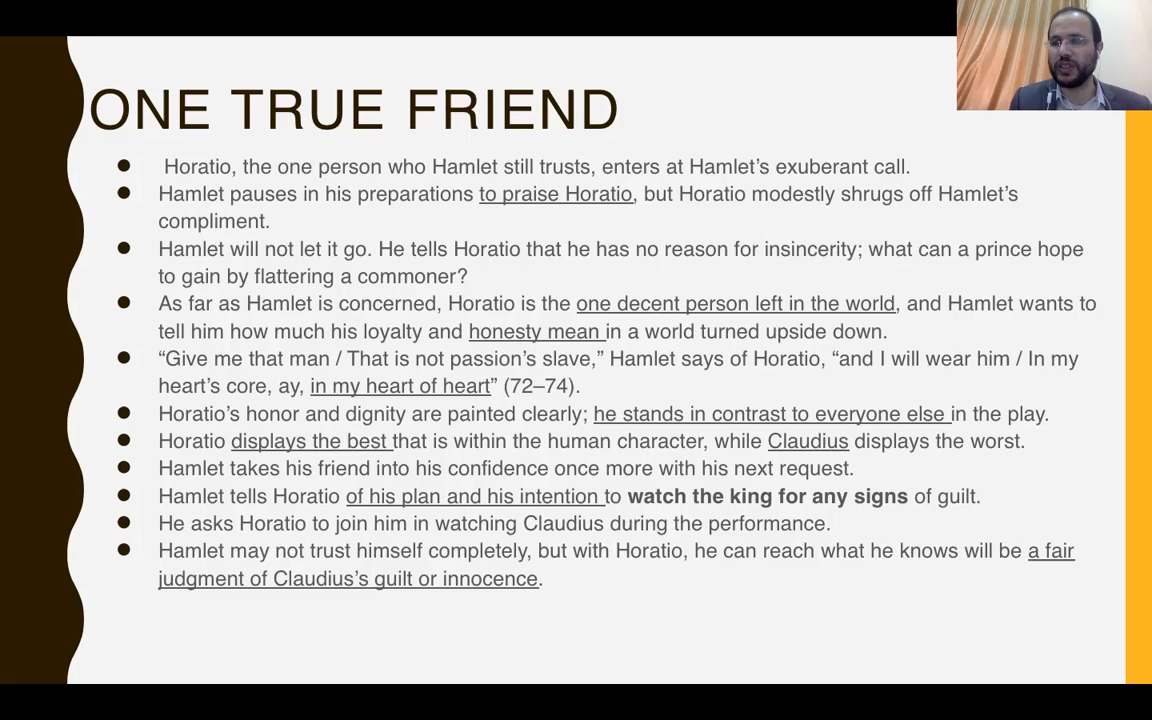 ONE TRUE FRIEND
● Horatio, the one person who Hamlet still trusts, enters at Hamlet’s exuberant call.
● Hamlet pauses in his preparations to praise Horatio, but Horatio modestly shrugs off Hamlet’s
compliment.
● Hamlet will not let it go. He tells Horatio that he has no reason for insincerity; what can a prince hope
to gain by flattering a commoner?
● As far as Hamlet is concerned, Horatio is the one decent person left in the world, and Hamlet wants to
tell him how much his loyalty and honesty mean in a world turned upside down.
● “Give me that man / That is not passion’s slave,” Hamlet says of Horatio, “and I will wear him / In my
heart’s core, ay, in my heart of heart” (72–74).
● Horatio’s honor and dignity are painted clearly; he stands in contrast to everyone else in the play.
● Horatio displays the best that is within the human character, while Claudius displays the worst.
● Hamlet takes his friend into his confidence once more with his next request.
● Hamlet tells Horatio of his plan and his intention to watch the king for any signs of guilt.
● He asks Horatio to join him in watching Claudius during the performance.
● Hamlet may not trust himself completely, but with Horatio, he can reach what he knows will be a fair
judgment of Claudius’s guilt or innocence.